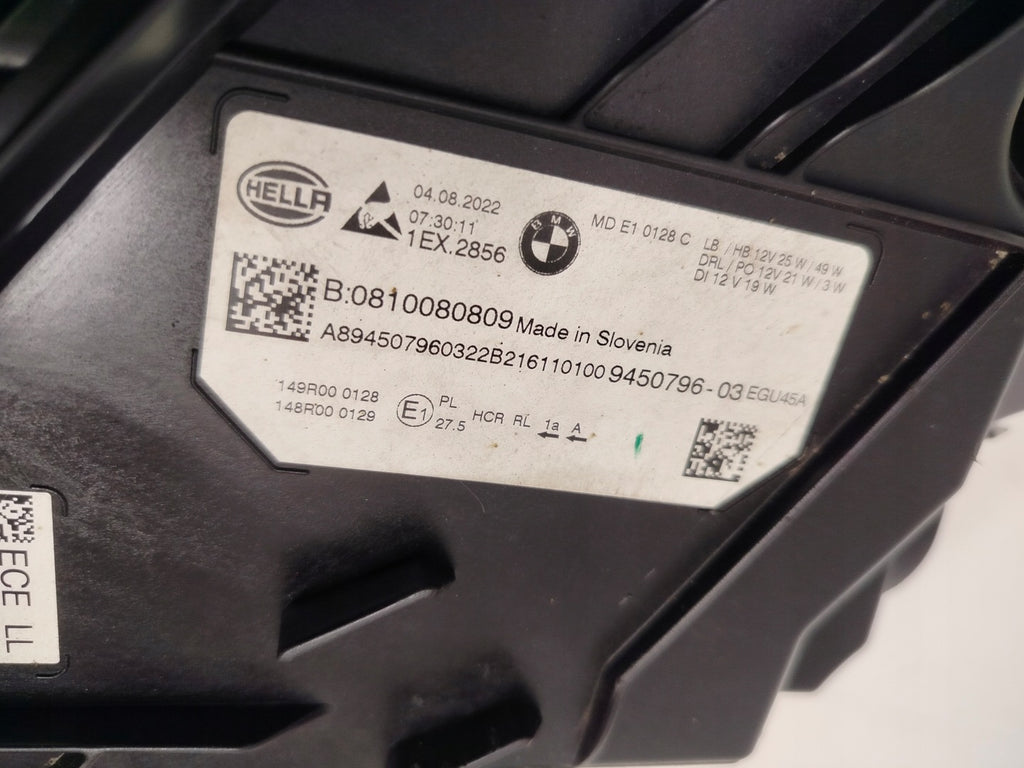 HELLA
04.08.2022
07:30:11
1EX.2856
BMW
MD E1 0128 C
LB / HB 12V 25 W / 49 W
DRL / PO 12V 21 W / 3 W
DI 12 V 19 W
B:0810080809 Made in Slovenia
A894507960322B216110100 9450796-03 EGU45A
149R00 0128
148R00 0129
E1
PL
27.5
HCR RL 1a A
ECE LL